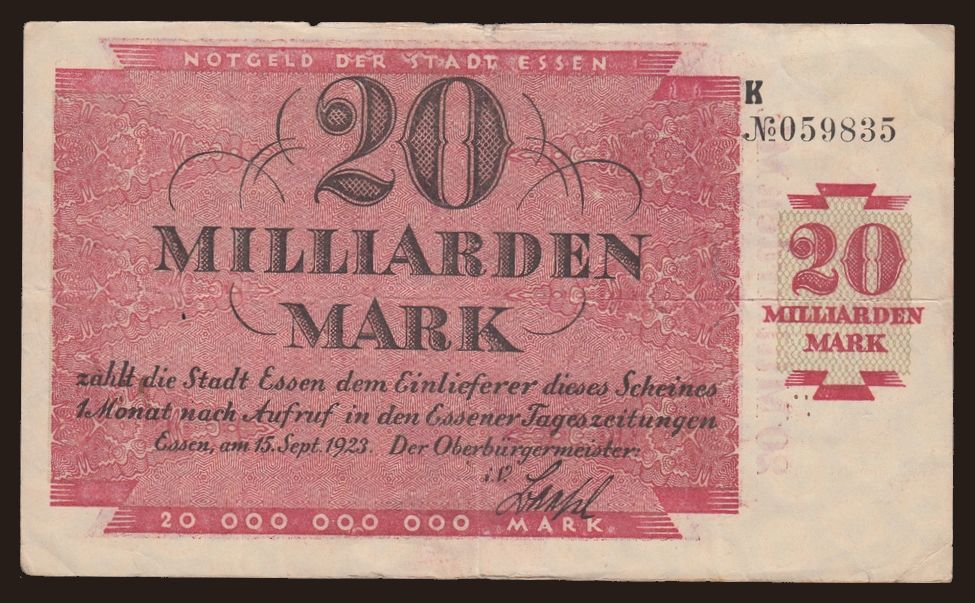 NOTGELD DER STADT ESSEN
20
MILLIARDEN
MARK
zahlt die Stadt Essen dem Einlieferer dieses Scheines
1 Monat nach Aufruf in den Essener Tageszeitungen
Essen, am 15. Sept. 1923. Der Oberbürgermeister:
i.V.
20 000 000 000 MARK
K
№059835
20
MILLIARDEN
MARK